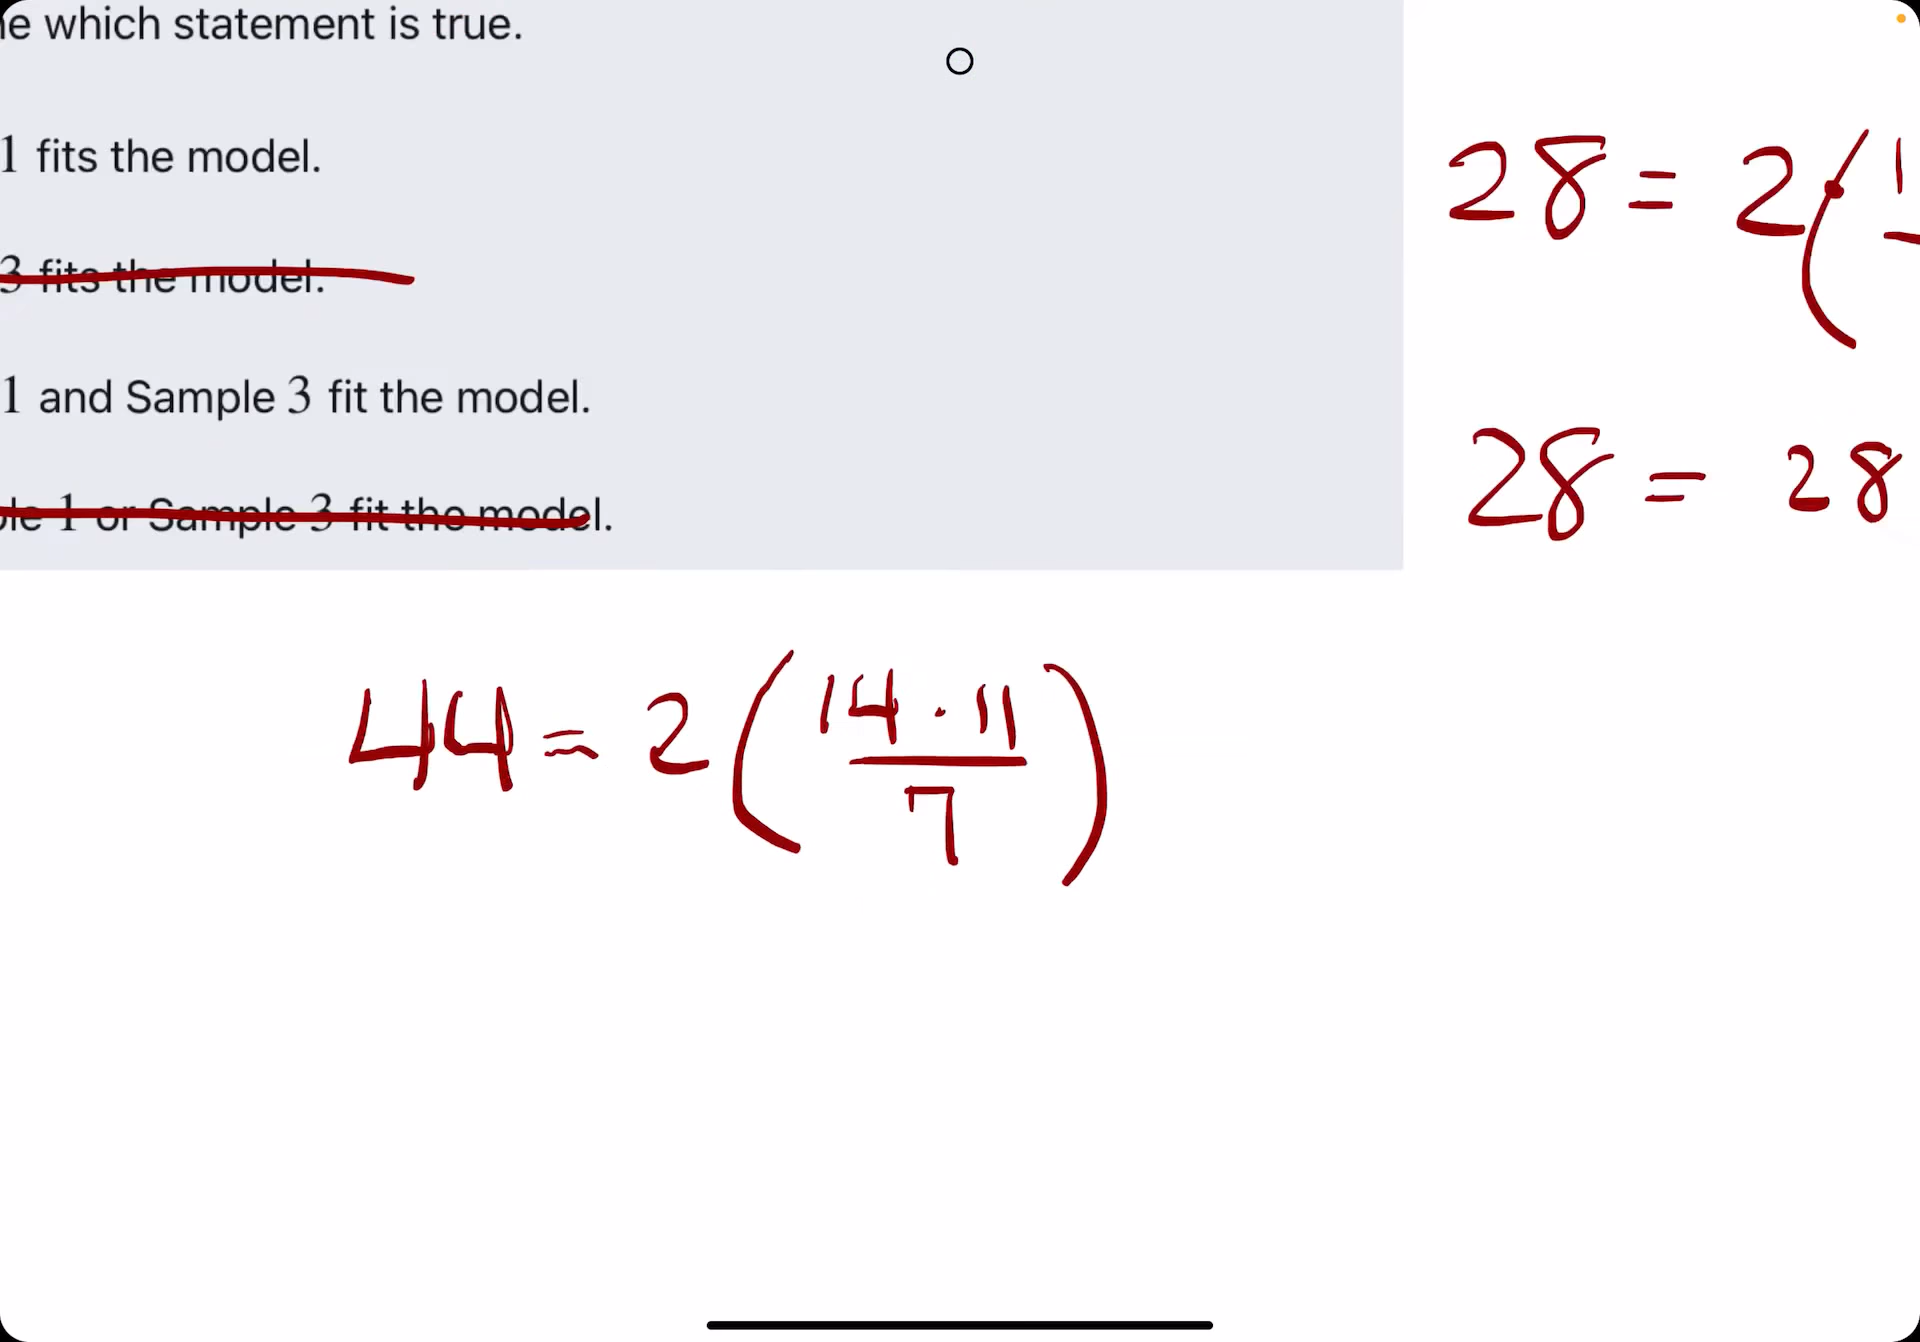 which statement is true.
28 = 2(
1 fits the model.
3 fits the model.
1 and Sample 3 fit the model.
28 = 28
1 or Sample 3 fit the model.
44 = 2(14 · 11 / 7)